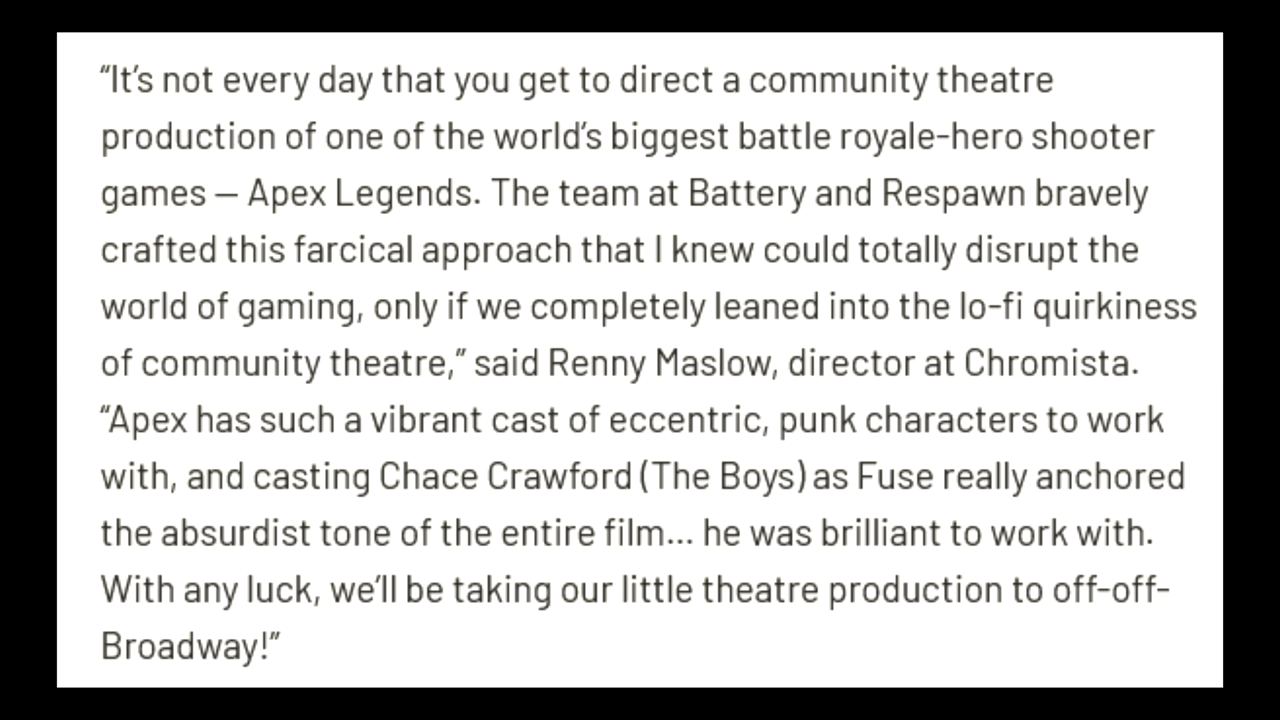 “It’s not every day that you get to direct a community theatre
production of one of the world’s biggest battle royale-hero shooter
games — Apex Legends. The team at Battery and Respawn bravely
crafted this farcical approach that I knew could totally disrupt the
world of gaming, only if we completely leaned into the lo-fi quirkiness
of community theatre,” said Renny Maslow, director at Chromista.
“Apex has such a vibrant cast of eccentric, punk characters to work
with, and casting Chace Crawford (The Boys) as Fuse really anchored
the absurdist tone of the entire film... he was brilliant to work with.
With any luck, we’ll be taking our little theatre production to off-off-
Broadway!”